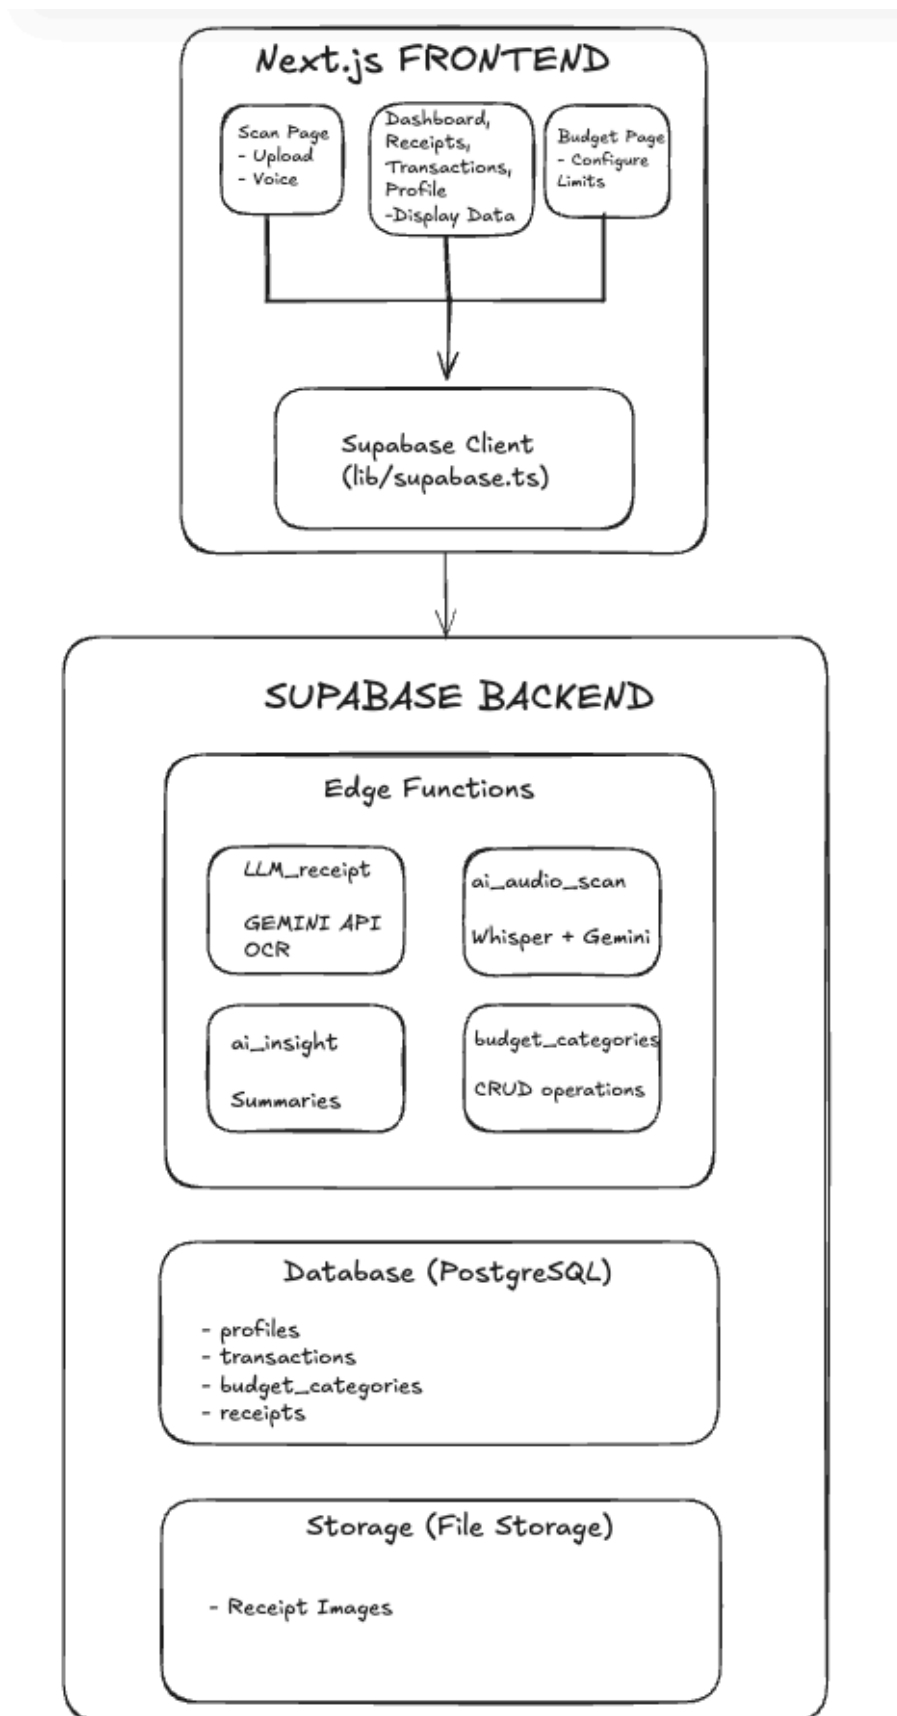 Next.js FRONTEND
Scan Page
- Upload
- Voice
Dashboard,
Receipts,
Transactions,
Profile
-Display Data
Budget Page
- Configure
Limits
Supabase Client
(lib/supabase.ts)
SUPABASE BACKEND
Edge Functions
LLM_receipt
GEMINI API
OCR
ai_audio_scan
Whisper + Gemini
ai_insight
Summaries
budget_categories
CRUD operations
Database (PostgreSQL)
- profiles
- transactions
- budget_categories
- receipts
Storage (File Storage)
- Receipt Images